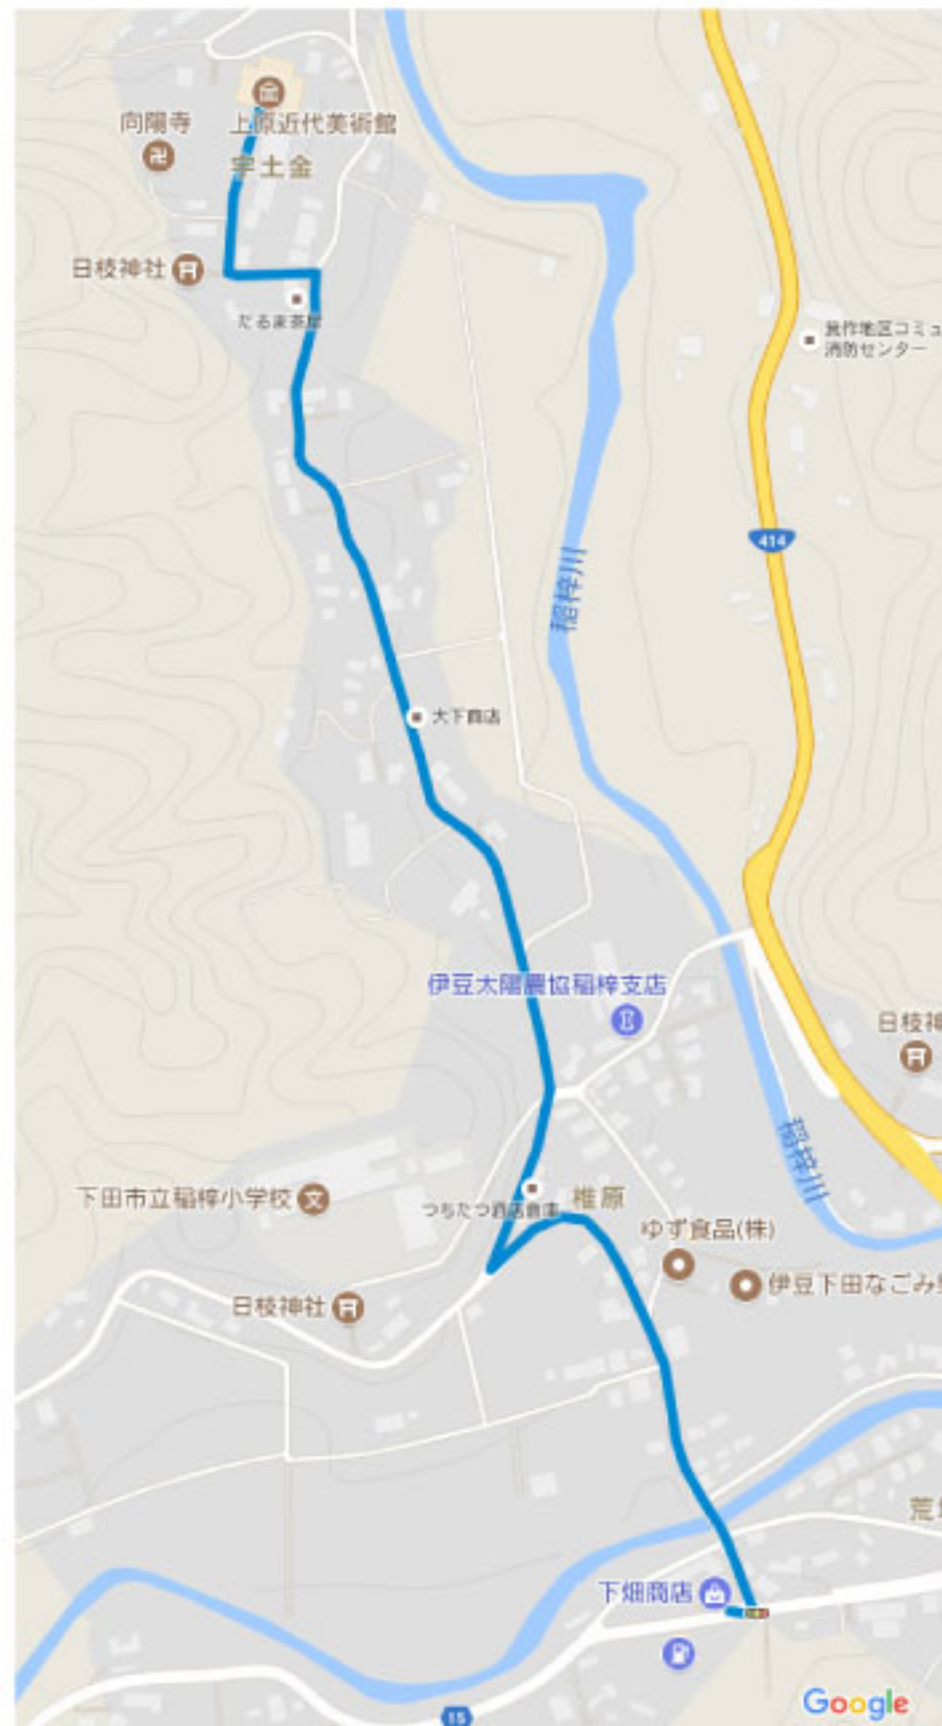 向陽寺
上原近代美術館
宇土金
日枝神社
だるま茶屋
箕作地区コミュ
消防センター
414
稲梓川
大下商店
伊豆太陽農協稲梓支店
日枝神
稲梓川
下田市立稲梓小学校
つちたつ酒店倉庫
椎原
ゆず食品(株)
伊豆下田なごみ
日枝神社
荒
下畑商店
Google
15